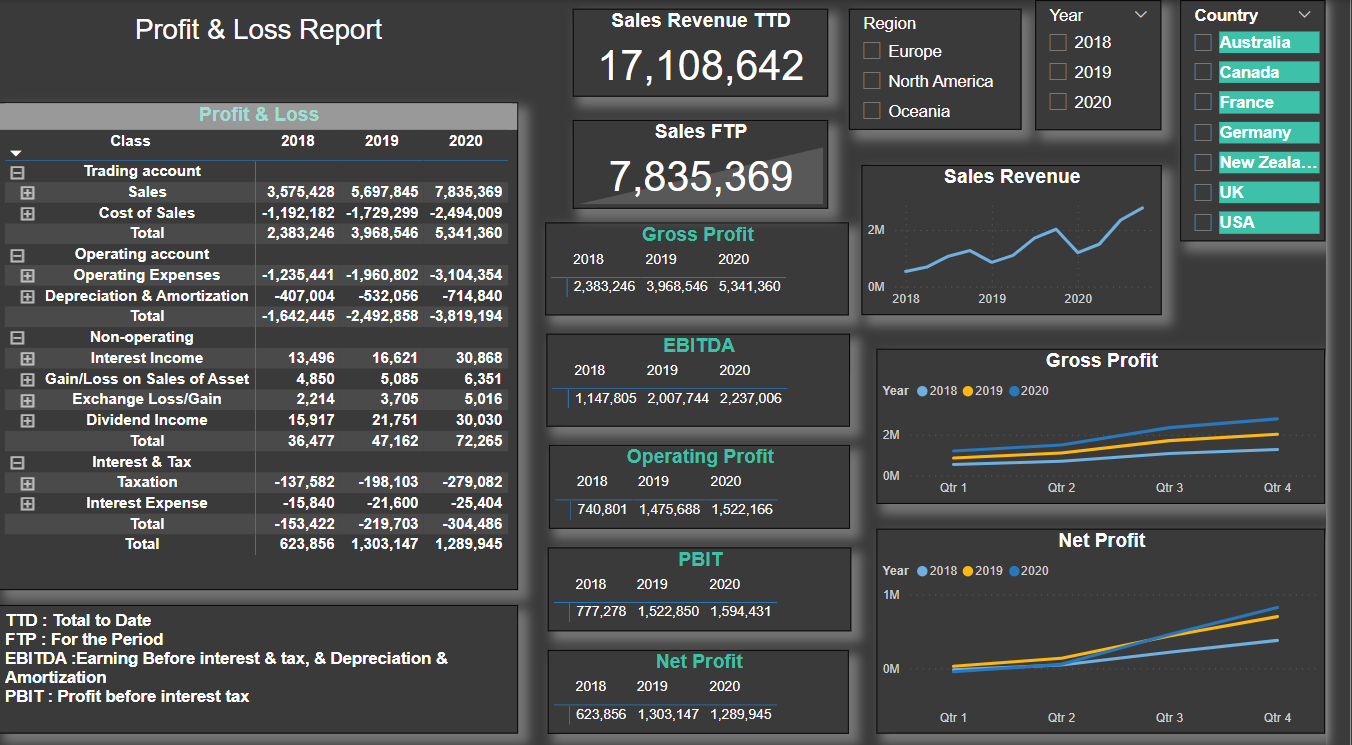 Profit & Loss Report
Profit & Loss
Class 2018 2019 2020
Trading account
Sales 3,575,428 5,697,845 7,835,369
Cost of Sales -1,192,182 -1,729,299 -2,494,009
Total 2,383,246 3,968,546 5,341,360
Operating account
Operating Expenses -1,235,441 -1,960,802 -3,104,354
Depreciation & Amortization -407,004 -532,056 -714,840
Total -1,642,445 -2,492,858 -3,819,194
Non-operating
Interest Income 13,496 16,621 30,868
Gain/Loss on Sales of Asset 4,850 5,085 6,351
Exchange Loss/Gain 2,214 3,705 5,016
Dividend Income 15,917 21,751 30,030
Total 36,477 47,162 72,265
Interest & Tax
Taxation -137,582 -198,103 -279,082
Interest Expense -15,840 -21,600 -25,404
Total -153,422 -219,703 -304,486
Total 623,856 1,303,147 1,289,945
TTD : Total to Date
FTP : For the Period
EBITDA :Earning Before interest & tax, & Depreciation &
Amortization
PBIT : Profit before interest tax
Sales Revenue TTD
17,108,642
Sales FTP
7,835,369
Gross Profit
2018 2019 2020
2,383,246 3,968,546 5,341,360
EBITDA
2018 2019 2020
1,147,805 2,007,744 2,237,006
Operating Profit
2018 2019 2020
740,801 1,475,688 1,522,166
PBIT
2018 2019 2020
777,278 1,522,850 1,594,431
Net Profit
2018 2019 2020
623,856 1,303,147 1,289,945
Region
Europe
North America
Oceania
Year
2018
2019
2020
Country
Australia
Canada
France
Germany
New Zeala...
UK
USA
Sales Revenue
2M
0M
2018 2019 2020
Gross Profit
Year 2018 2019 2020
2M
0M
Qtr 1 Qtr 2 Qtr 3 Qtr 4
Net Profit
Year 2018 2019 2020
1M
0M
Qtr 1 Qtr 2 Qtr 3 Qtr 4